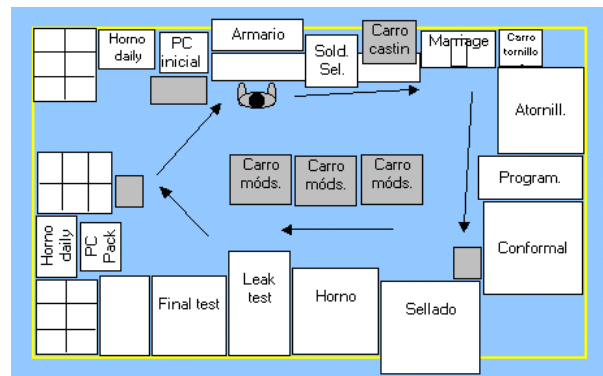 Horno
daily
PC
inicial
Armario
Sold.
Sel.
Carro
castin
Marriage
Carro
tornillo
Atornill.
Program.
Conformal
Carro
móds.
Carro
móds.
Carro
móds.
Horno
daily
PC
Pack
Final test
Leak
test
Horno
Sellado